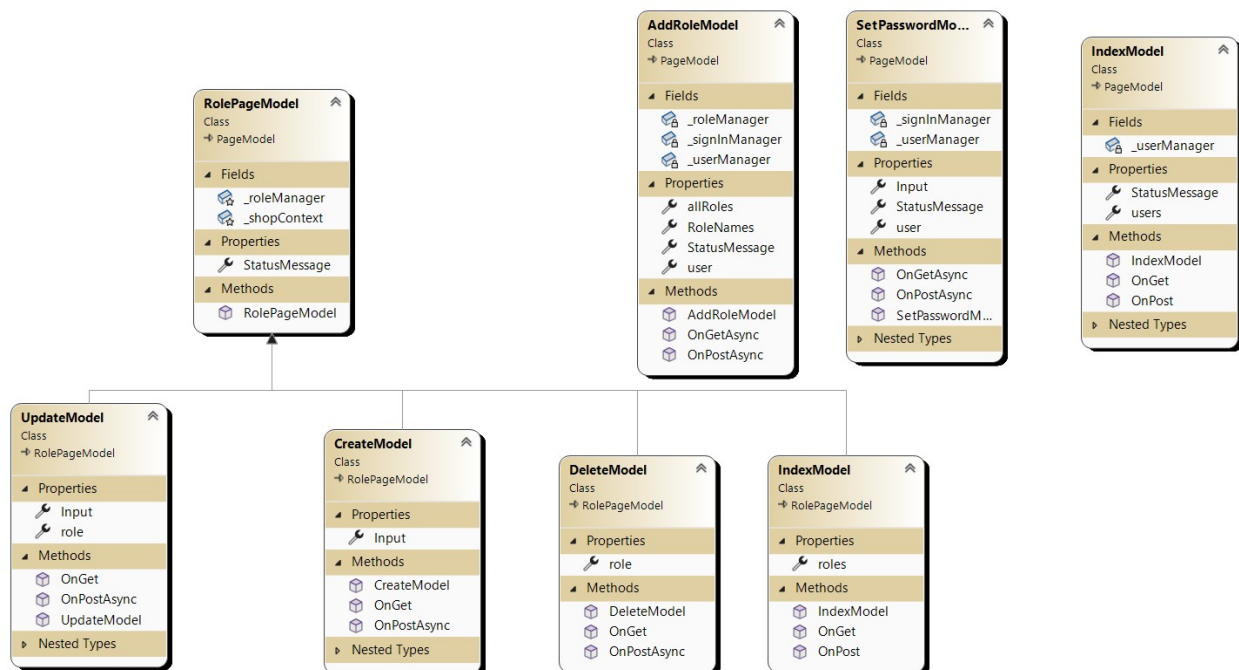 RolePageModel
Class
PageModel
Fields
_roleManager
_shopContext
Properties
StatusMessage
Methods
RolePageModel
AddRoleModel
Class
PageModel
Fields
_roleManager
_signInManager
_userManager
Properties
allRoles
RoleNames
StatusMessage
user
Methods
AddRoleModel
OnGetAsync
OnPostAsync
SetPasswordMo...
Class
PageModel
Fields
_signInManager
_userManager
Properties
Input
StatusMessage
user
Methods
OnGetAsync
OnPostAsync
SetPasswordM...
Nested Types
IndexModel
Class
PageModel
Fields
_userManager
Properties
StatusMessage
users
Methods
IndexModel
OnGet
OnPost
Nested Types
UpdateModel
Class
RolePageModel
Properties
Input
role
Methods
OnGet
OnPostAsync
UpdateModel
Nested Types
CreateModel
Class
RolePageModel
Properties
Input
Methods
CreateModel
OnGet
OnPostAsync
DeleteModel
Class
RolePageModel
Properties
role
Methods
DeleteModel
OnGet
OnPostAsync
IndexModel
Class
RolePageModel
Properties
roles
Methods
IndexModel
OnGet
OnPost